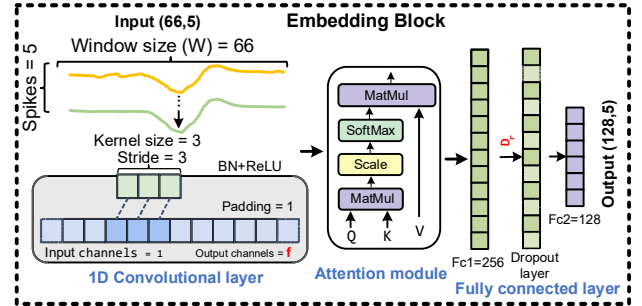 Embedding Block
Input (66,5)
Window size (W) = 66
Spikes = 5
Kernel size = 3
Stride = 3
BN+ReLU
Padding = 1
Input channels = 1
Output channels = f
1D Convolutional layer
MatMul
SoftMax
Scale
MatMul
Q
K
V
Attention module
Fc1=256
Dr
Dropout
layer
Fc2=128
Output (128,5)
Fully connected layer